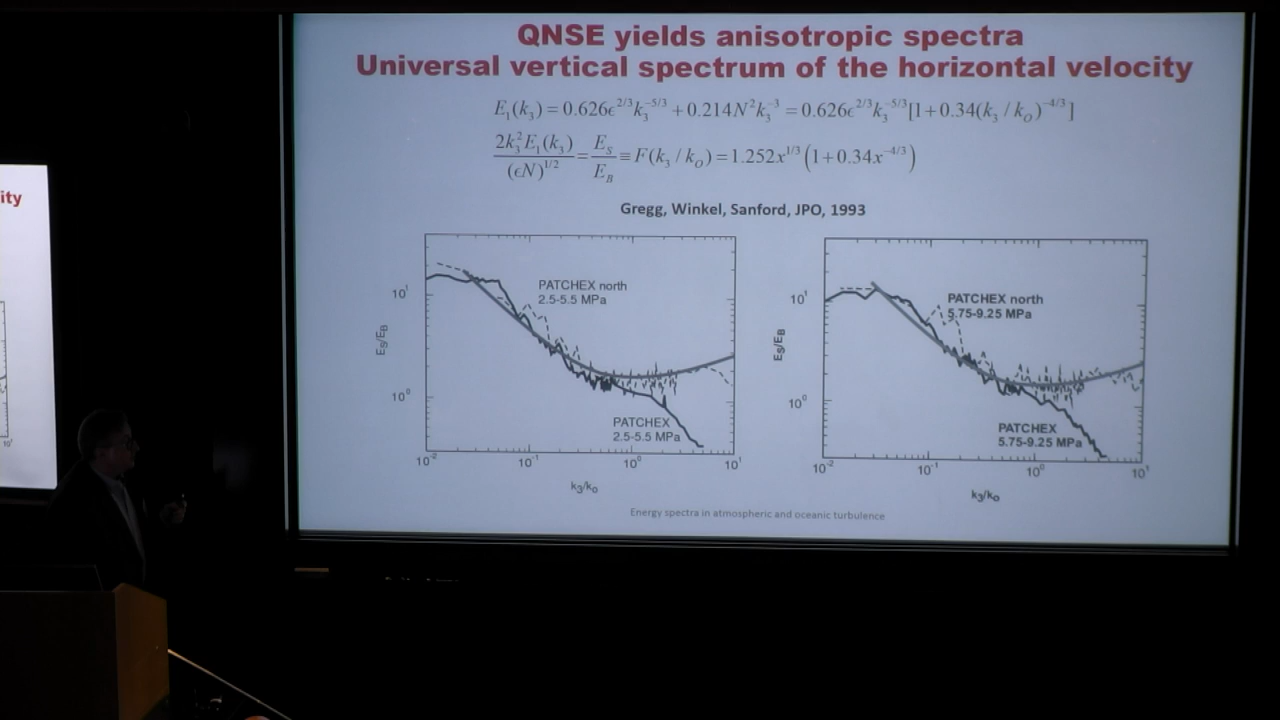 QNSE yields anisotropic spectra
Universal vertical spectrum of the horizontal velocity
E₁(k₃) = 0.626ϵ^{2/3}k₃^{-5/3} + 0.214N²k₃^{-3} = 0.626ϵ^{2/3}k₃^{-5/3}[1+0.34(k₃ / k_O)^{-4/3}]
2k₃²E₁(k₃) / (ϵN)^{1/2} = E_S / E_B ≡ F(k₃ / k_O) = 1.252x^{1/3}(1+0.34x^{-4/3})
Gregg, Winkel, Sanford, JPO, 1993
ity
PATCHEX north
2.5-5.5 MPa
10¹
E_S/E_B
10⁰
PATCHEX
2.5-5.5 MPa
10⁻² 10⁻¹ 10⁰ 10¹
k₃/k₀
PATCHEX north
5.75-9.25 MPa
10¹
E_S/E_B
10⁰
PATCHEX
5.75-9.25 MPa
10⁻² 10⁻¹ 10⁰ 10¹
k₃/k₀
Energy spectra in atmospheric and oceanic turbulence
10¹